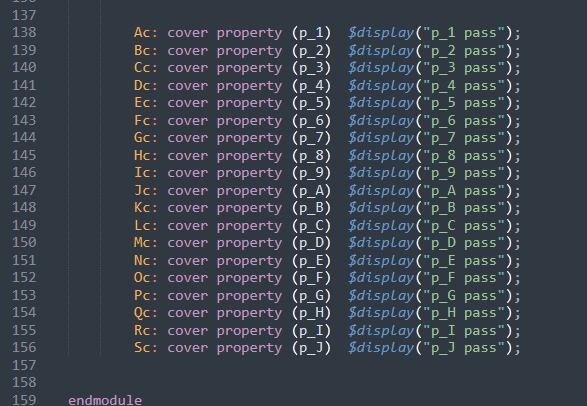 137
138 Ac: cover property (p_1) $display("p_1 pass");
139 Bc: cover property (p_2) $display("p_2 pass");
140 Cc: cover property (p_3) $display("p_3 pass");
141 Dc: cover property (p_4) $display("p_4 pass");
142 Ec: cover property (p_5) $display("p_5 pass");
143 Fc: cover property (p_6) $display("p_6 pass");
144 Gc: cover property (p_7) $display("p_7 pass");
145 Hc: cover property (p_8) $display("p_8 pass");
146 Ic: cover property (p_9) $display("p_9 pass");
147 Jc: cover property (p_A) $display("p_A pass");
148 Kc: cover property (p_B) $display("p_B pass");
149 Lc: cover property (p_C) $display("p_C pass");
150 Mc: cover property (p_D) $display("p_D pass");
151 Nc: cover property (p_E) $display("p_E pass");
152 Oc: cover property (p_F) $display("p_F pass");
153 Pc: cover property (p_G) $display("p_G pass");
154 Qc: cover property (p_H) $display("p_H pass");
155 Rc: cover property (p_I) $display("p_I pass");
156 Sc: cover property (p_J) $display("p_J pass");
157
158
159 endmodule